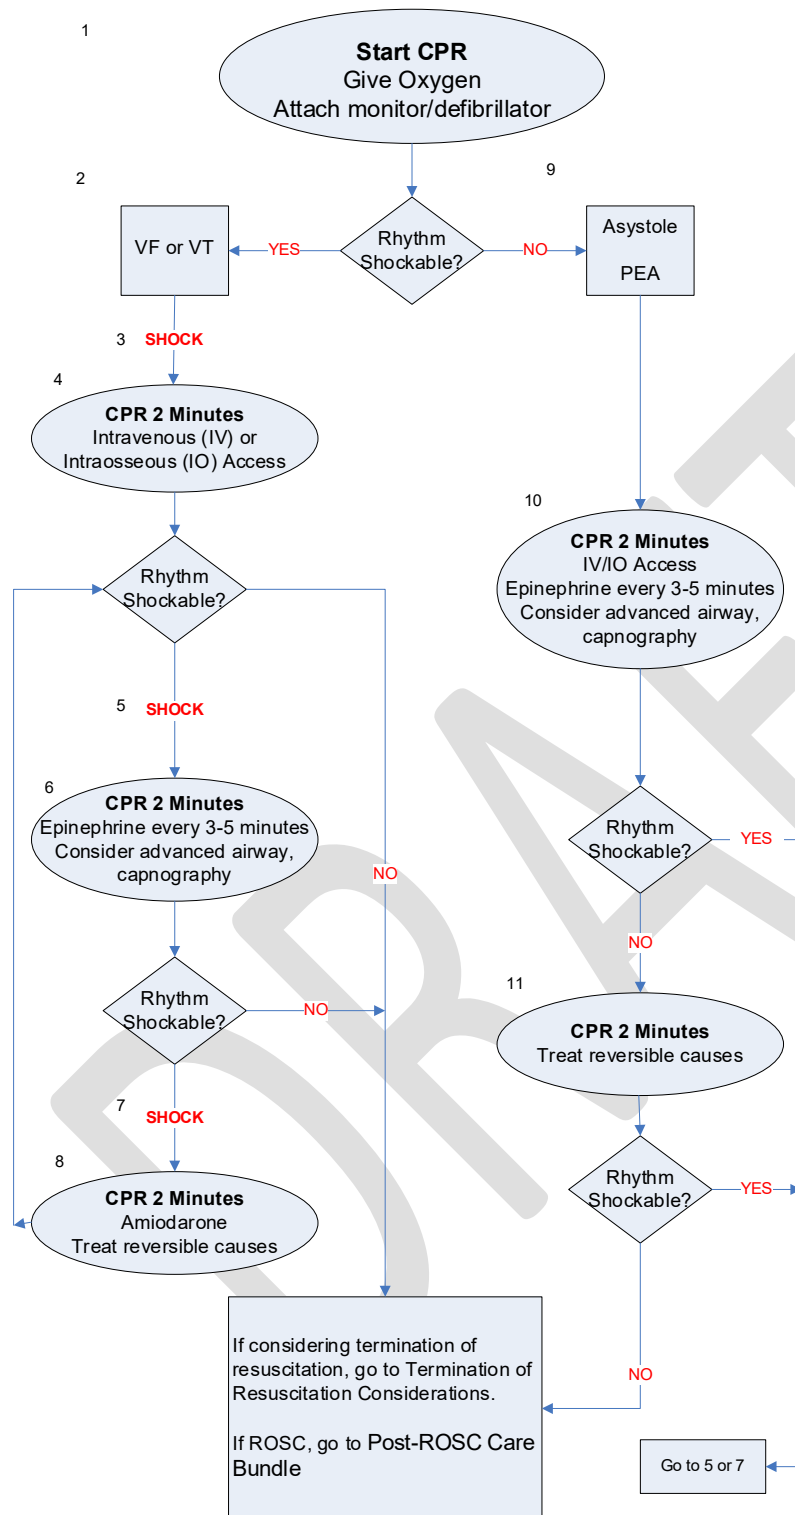 1
Start CPR
Give Oxygen
Attach monitor/defibrillator
2
9
VF or VT
YES
Rhythm
Shockable?
NO
Asystole
PEA
3
SHOCK
4
CPR 2 Minutes
Intravenous (IV) or
Intraosseous (IO) Access
10
CPR 2 Minutes
IV/IO Access
Epinephrine every 3-5 minutes
Consider advanced airway,
capnography
Rhythm
Shockable?
5
SHOCK
6
CPR 2 Minutes
Epinephrine every 3-5 minutes
Consider advanced airway,
capnography
Rhythm
Shockable?
YES
NO
NO
Rhythm
Shockable?
NO
11
CPR 2 Minutes
Treat reversible causes
7
SHOCK
8
CPR 2 Minutes
Amiodarone
Treat reversible causes
Rhythm
Shockable?
YES
If considering termination of
resuscitation, go to Termination of
Resuscitation Considerations.
If ROSC, go to Post-ROSC Care
Bundle
NO
Go to 5 or 7
DRAFT